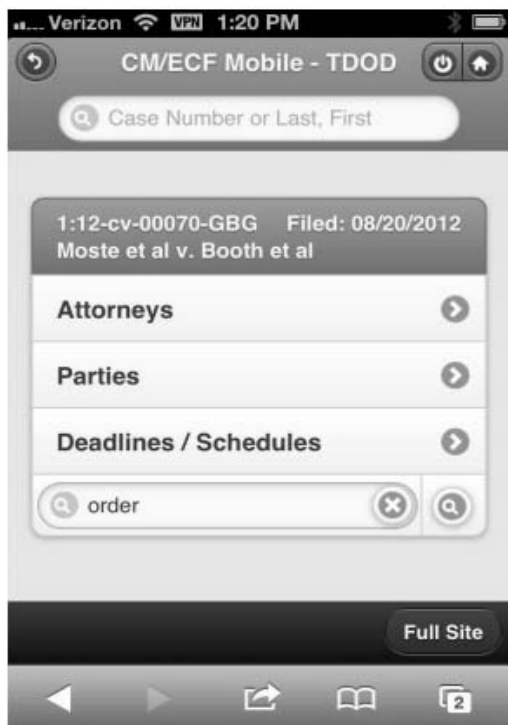 Verizon VPN 1:20 PM
CM/ECF Mobile - TDOD
Case Number or Last, First
1:12-cv-00070-GBG Filed: 08/20/2012
Moste et al v. Booth et al
Attorneys
Parties
Deadlines / Schedules
order
Full Site
2